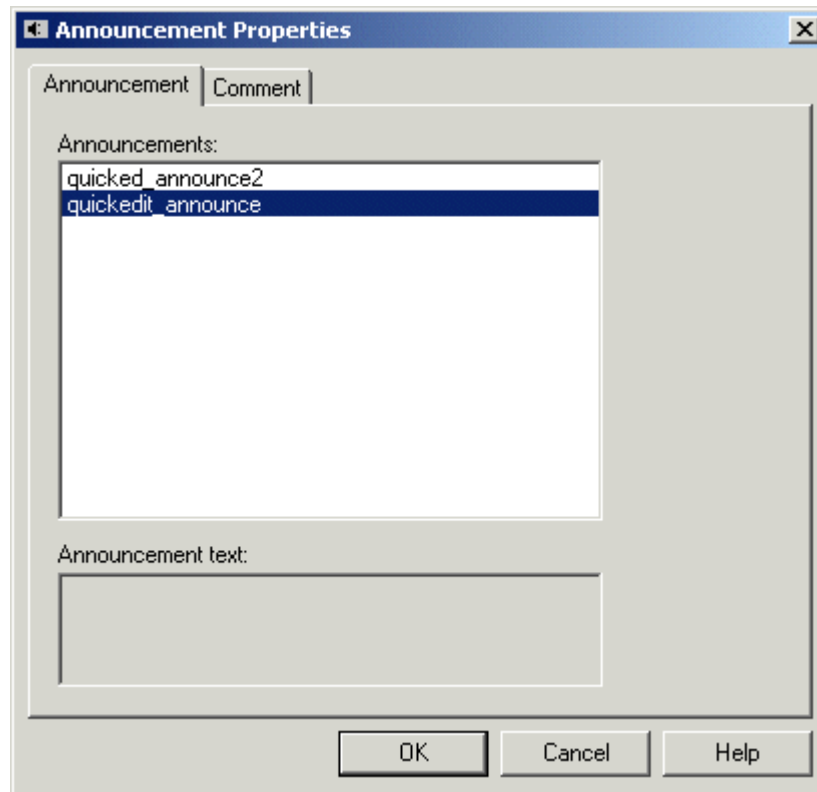 Announcement Properties
Announcement Comment
Announcements:
quicked_announce2
quickedit_announce
Announcement text:
OK Cancel Help